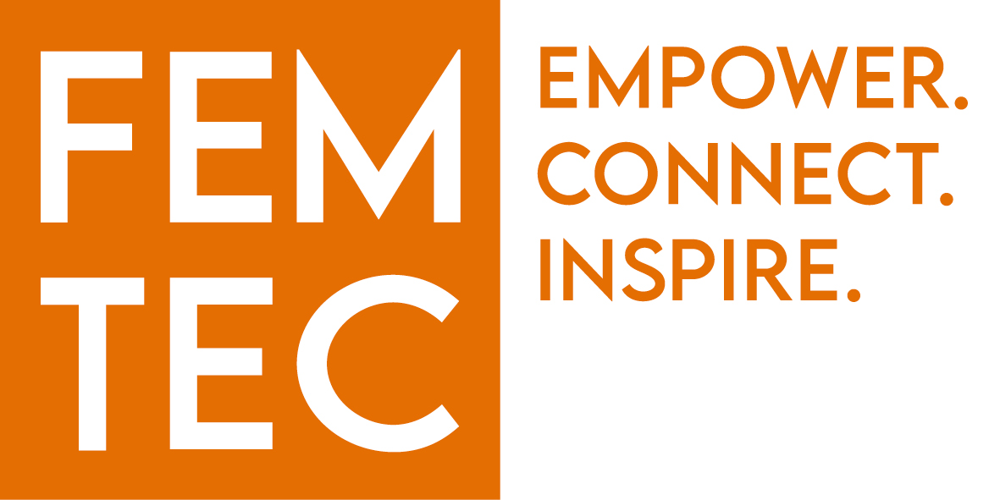 FEM
TEC
EMPOWER.
CONNECT.
INSPIRE.